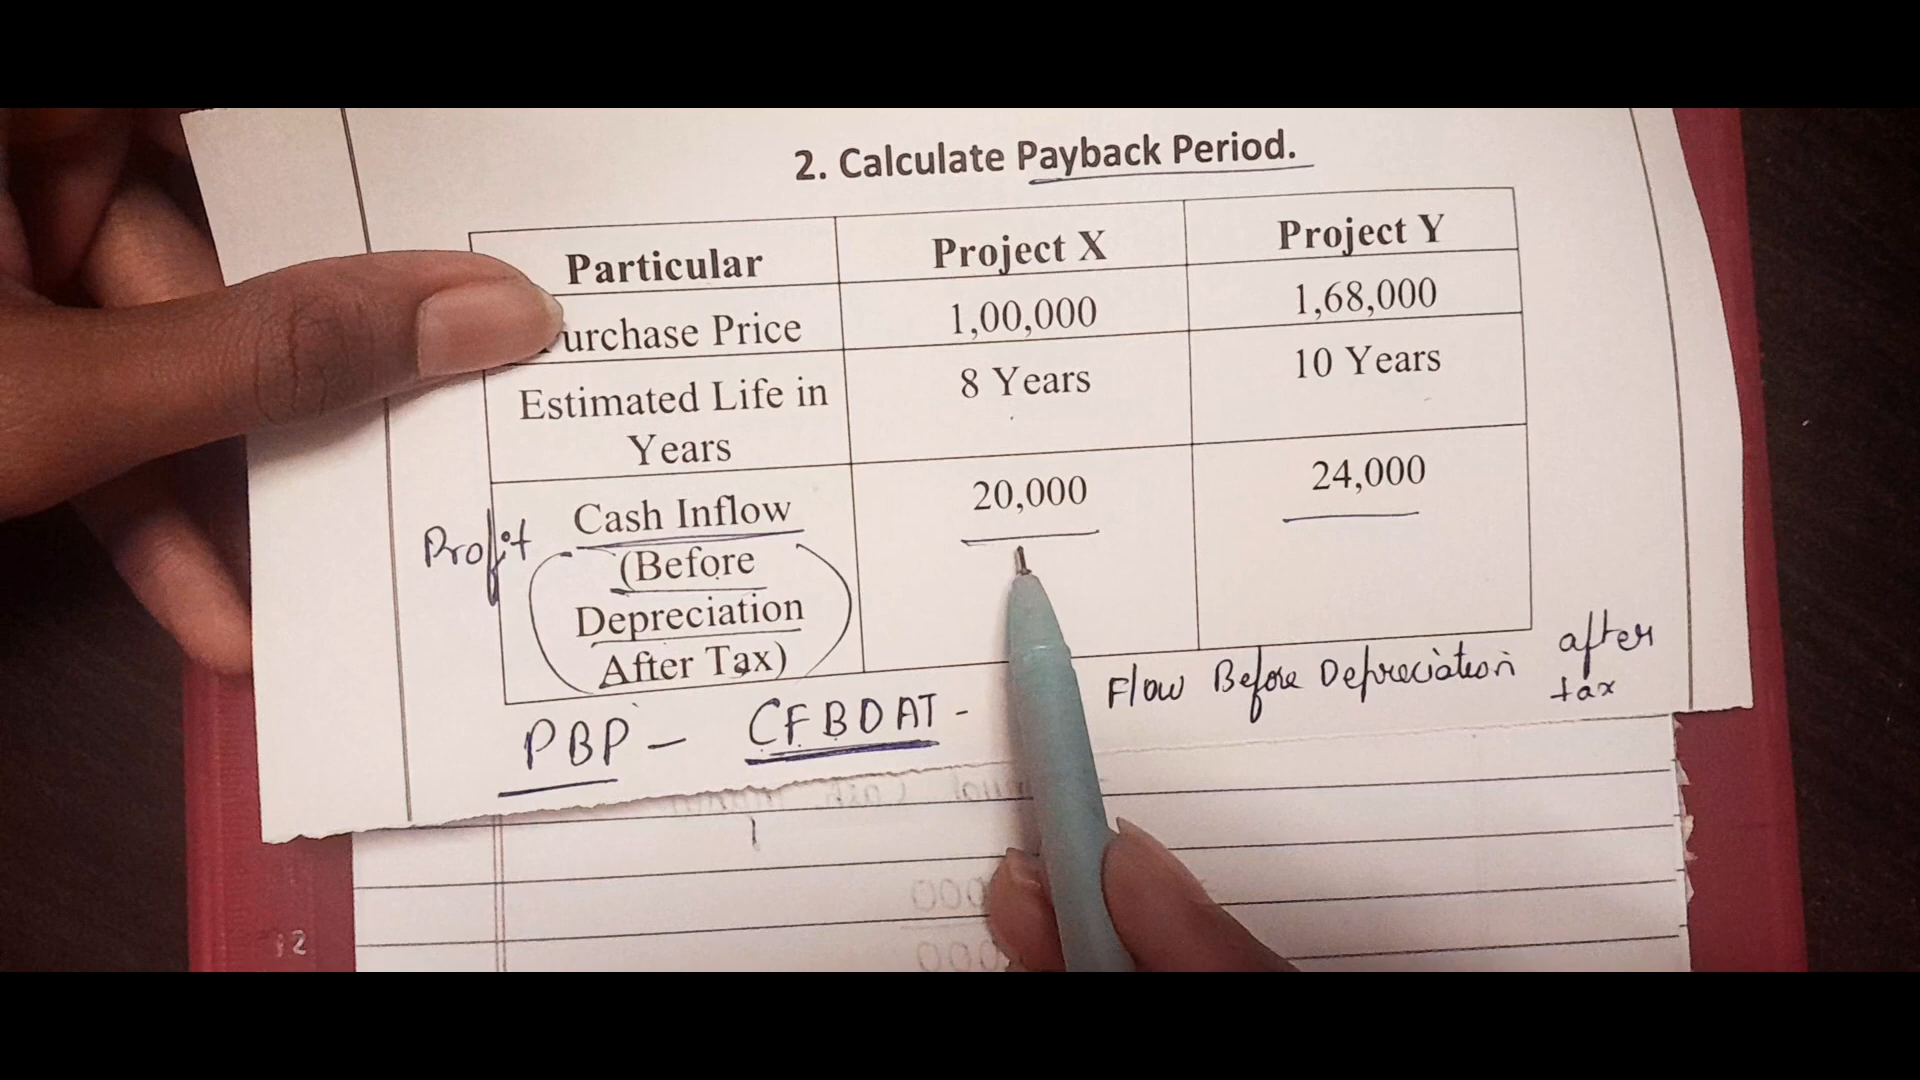 2. Calculate Payback Period.
Particular Project X Project Y
urchase Price 1,00,000 1,68,000
Estimated Life in Years 8 Years 10 Years
Profit Cash Inflow 20,000 24,000
(Before
Depreciation
After Tax)
PBP - CFBDAT - Flow Before Depreciation after tax
12